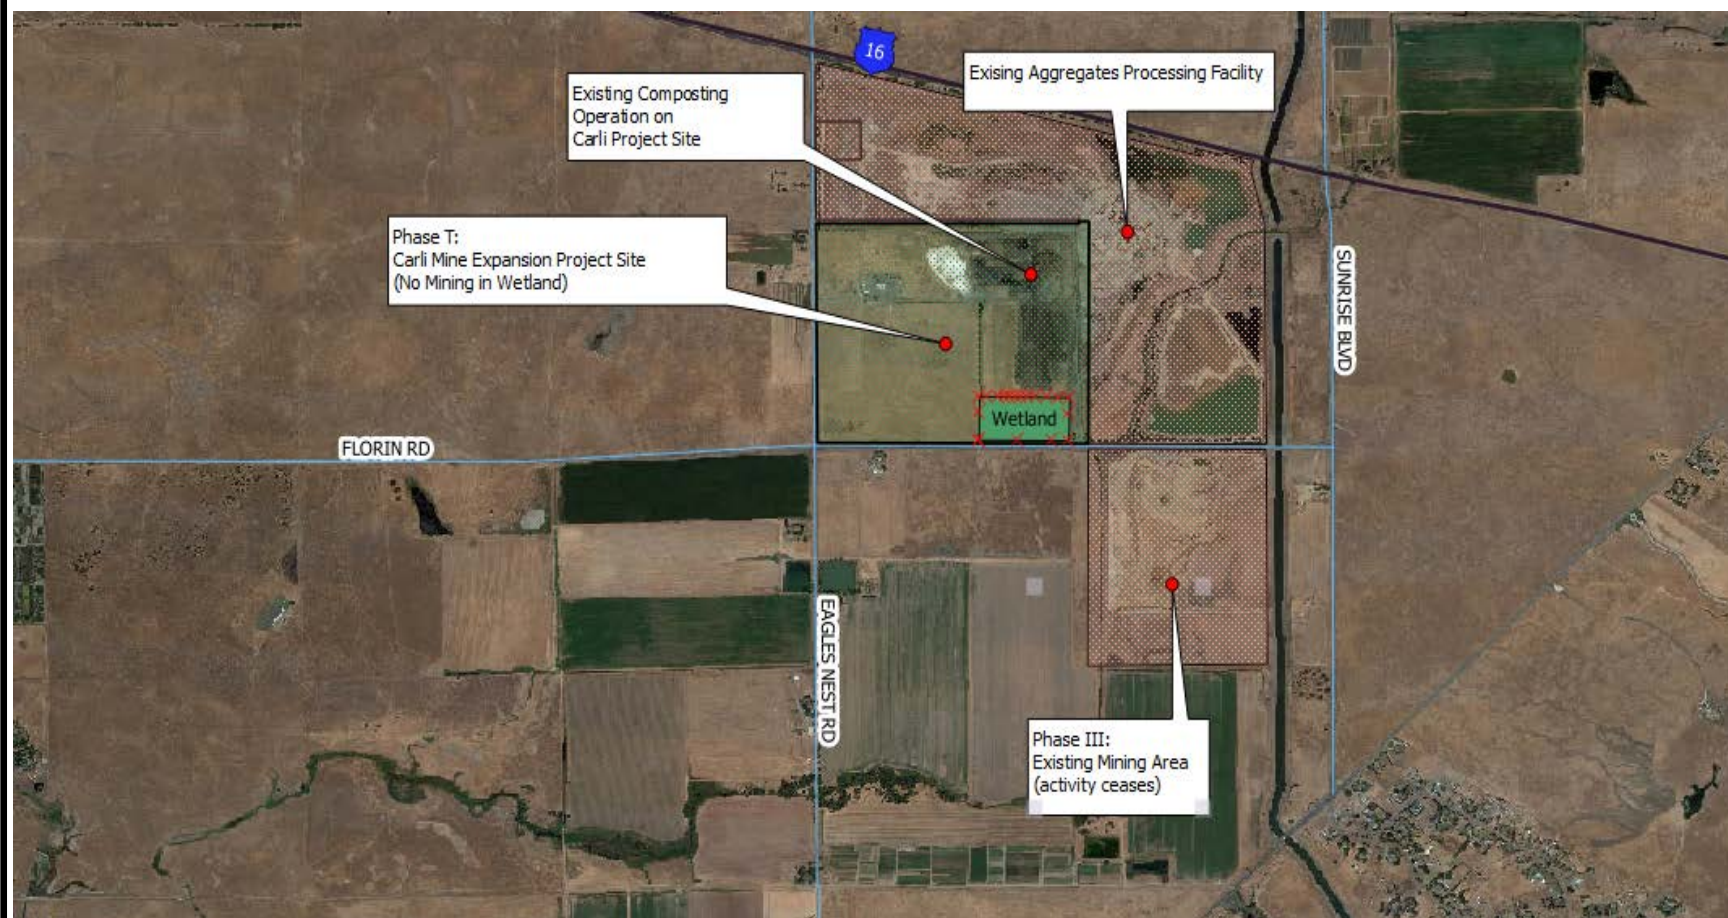 16
Exising Aggregates Processing Facility
Existing Composting
Operation on
Carli Project Site
Phase T:
Carli Mine Expansion Project Site
(No Mining in Wetland)
SUNRISE BLVD
Wetland
FLORIN RD
EAGLES NEST RD
Phase III:
Existing Mining Area
(activity ceases)